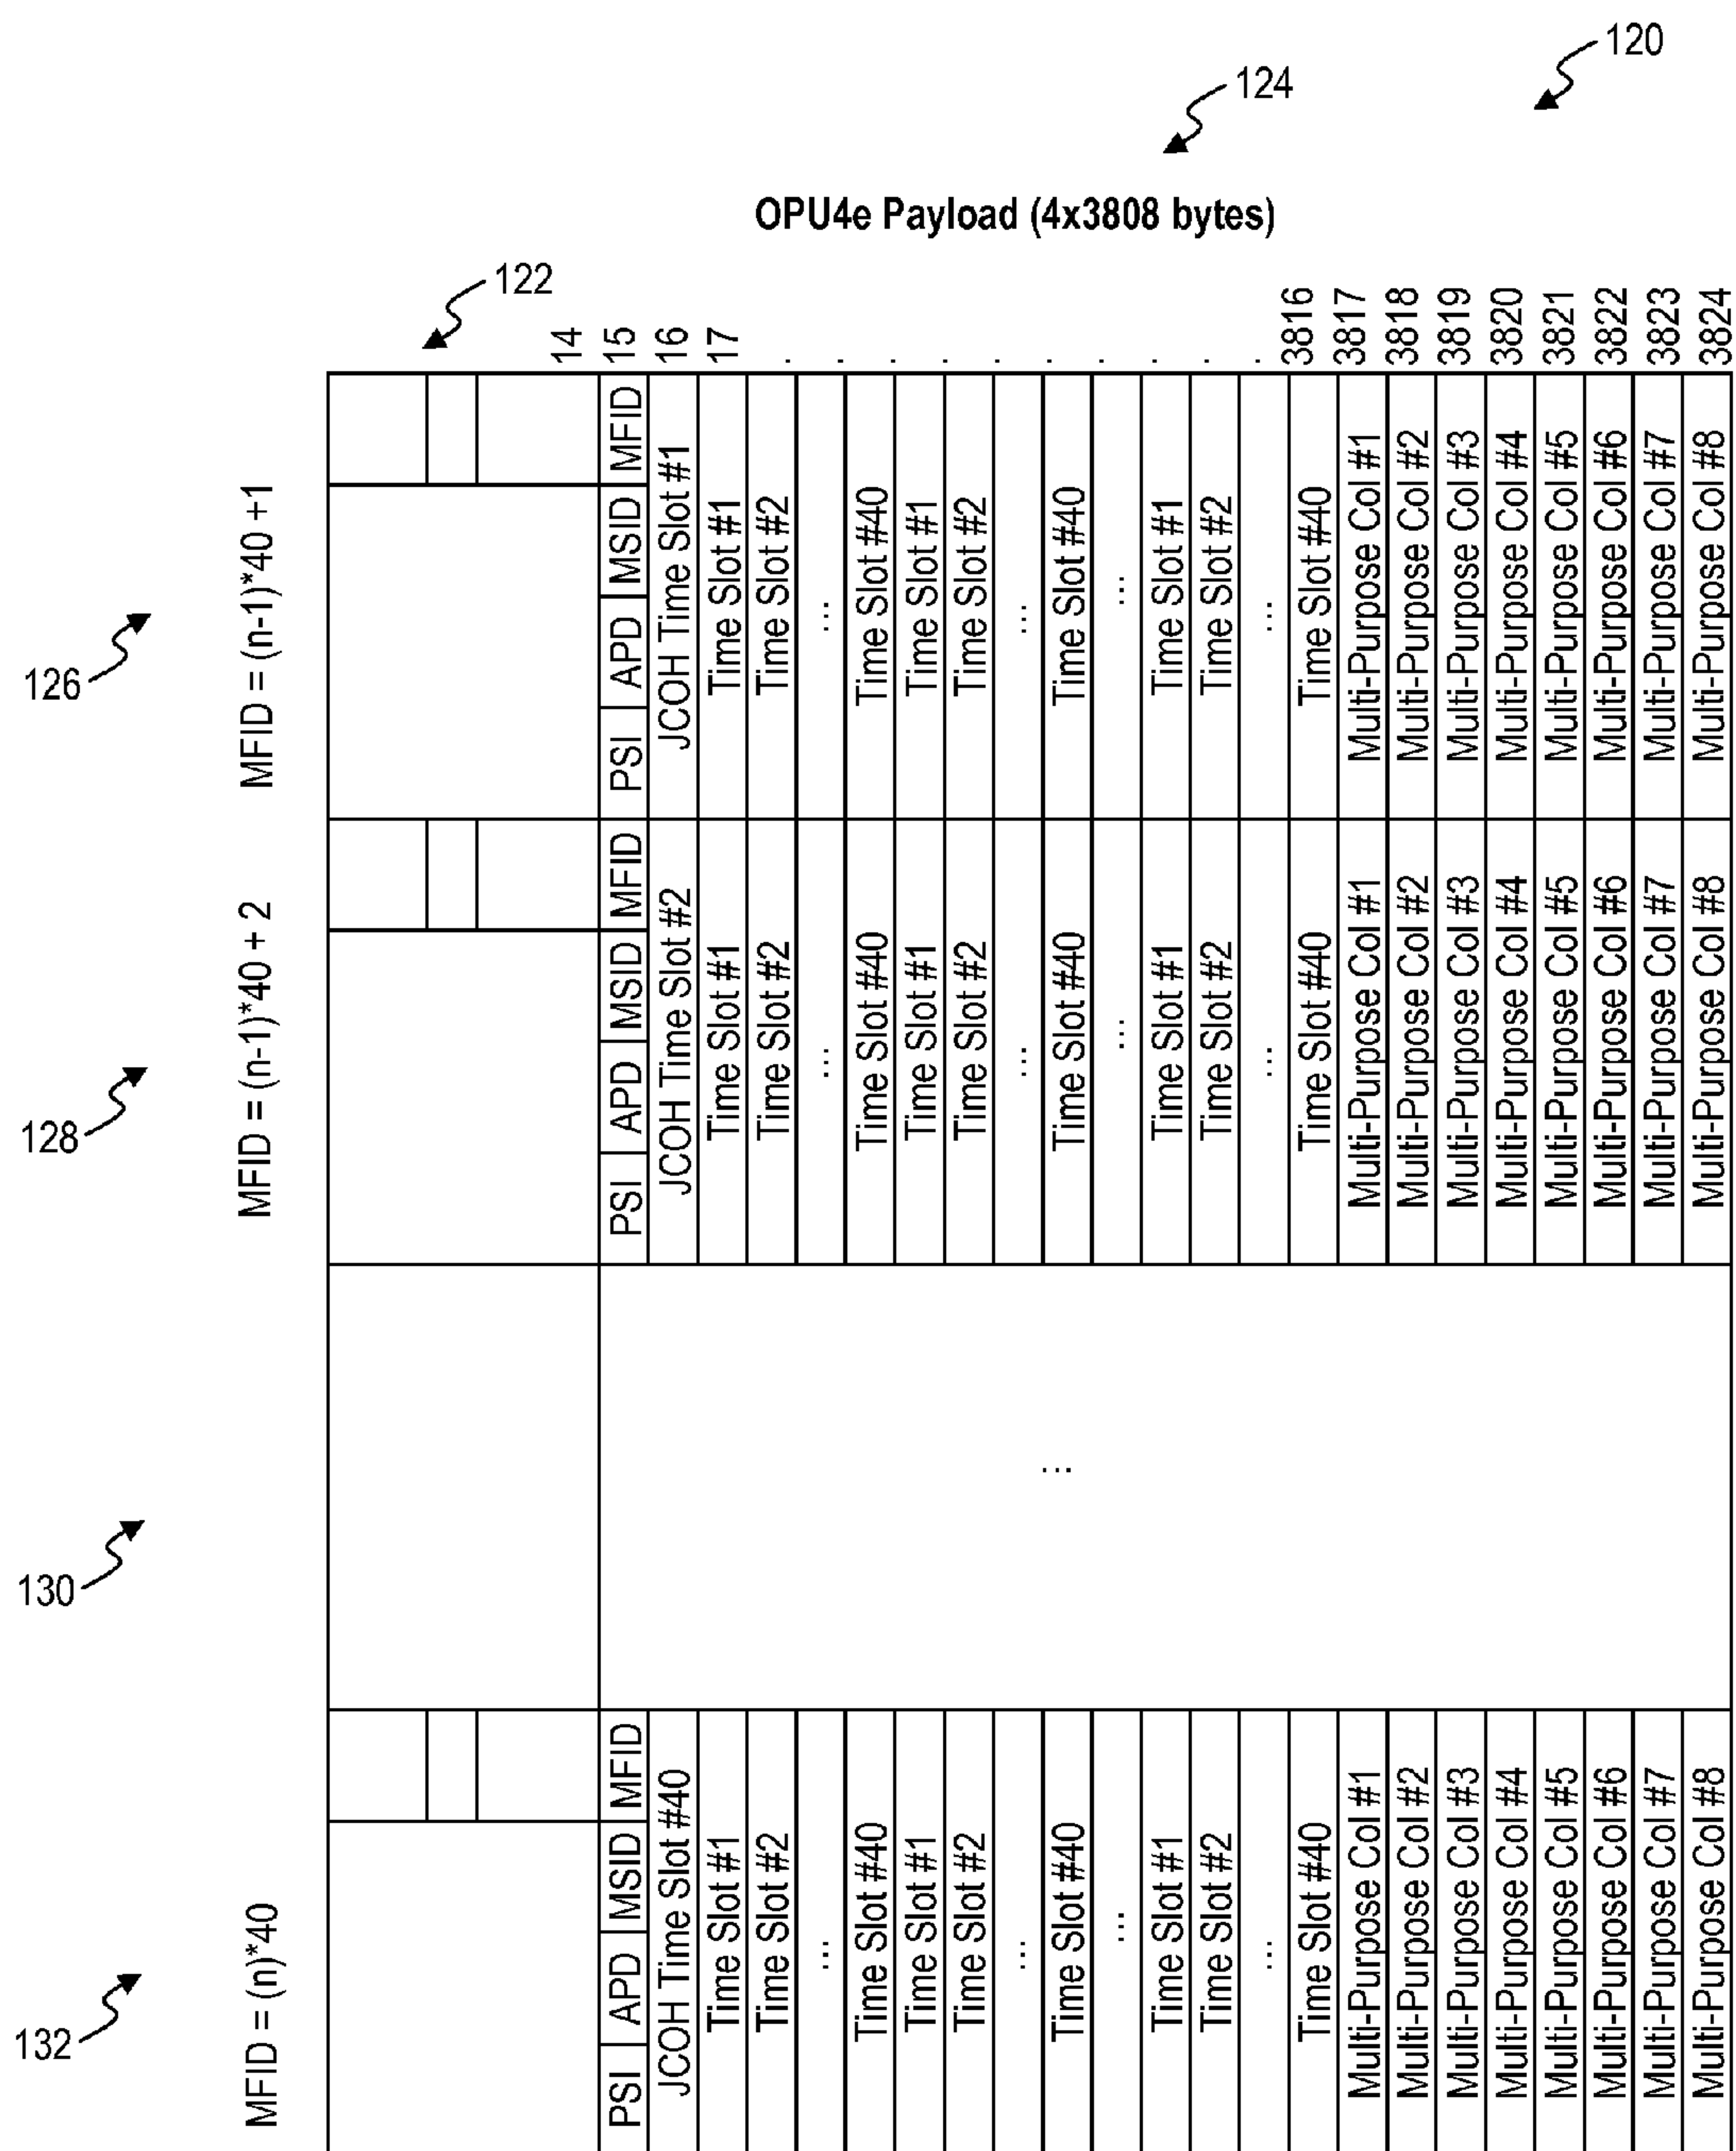 120
124
OPU4e Payload (4x3808 bytes)
122
14
15
16
17
.
.
.
.
.
.
.
.
.
.
3816
3817
3818
3819
3820
3821
3822
3823
3824
126
MFID = (n-1)*40 +1
MFID
MSID
APD
PSI
JCOH Time Slot #1
Time Slot #1
Time Slot #2
...
Time Slot #40
Time Slot #1
Time Slot #2
...
Time Slot #40
...
Time Slot #1
Time Slot #2
...
Time Slot #40
Multi-Purpose Col #1
Multi-Purpose Col #2
Multi-Purpose Col #3
Multi-Purpose Col #4
Multi-Purpose Col #5
Multi-Purpose Col #6
Multi-Purpose Col #7
Multi-Purpose Col #8
128
MFID = (n-1)*40 + 2
MFID
MSID
APD
PSI
JCOH Time Slot #2
Time Slot #1
Time Slot #2
...
Time Slot #40
Time Slot #1
Time Slot #2
...
Time Slot #40
...
Time Slot #1
Time Slot #2
...
Time Slot #40
Multi-Purpose Col #1
Multi-Purpose Col #2
Multi-Purpose Col #3
Multi-Purpose Col #4
Multi-Purpose Col #5
Multi-Purpose Col #6
Multi-Purpose Col #7
Multi-Purpose Col #8
130
...
132
MFID = (n)*40
MFID
MSID
APD
PSI
JCOH Time Slot #40
Time Slot #1
Time Slot #2
...
Time Slot #40
Time Slot #1
Time Slot #2
...
Time Slot #40
...
Time Slot #1
Time Slot #2
...
Time Slot #40
Multi-Purpose Col #1
Multi-Purpose Col #2
Multi-Purpose Col #3
Multi-Purpose Col #4
Multi-Purpose Col #5
Multi-Purpose Col #6
Multi-Purpose Col #7
Multi-Purpose Col #8